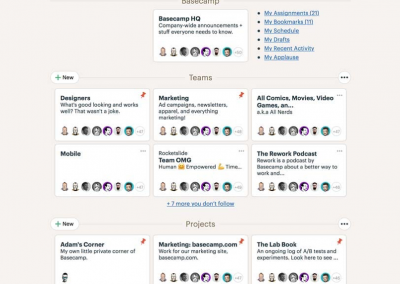 Basecamp
Basecamp HQ
Company-wide announcements +
stuff everyone needs to know.
My Assignments (21)
My Bookmarks (11)
My Schedule
My Drafts
My Recent Activity
My Applause
+ New
Teams
Designers
What's good looking and works
well? That wasn't a joke.
Marketing
Ad campaigns, newsletters,
apparel, and everything
marketing!
All Comics, Movies, Video
Games, an...
a.k.a All Nerds
Mobile
Rocketslide
Team OMG
Human 👑 Empowered 💪 Time...
The Rework Podcast
Rework is a podcast by
Basecamp about a better way to
work and...
+ 7 more you don't follow
+ New
Projects
Adam's Corner
My own little private corner of
Basecamp.
Marketing: basecamp.com
Work for our marketing site,
basecamp.com.
The Lab Book
An ongoing log of A/B tests and
experiments. Look here to see ...